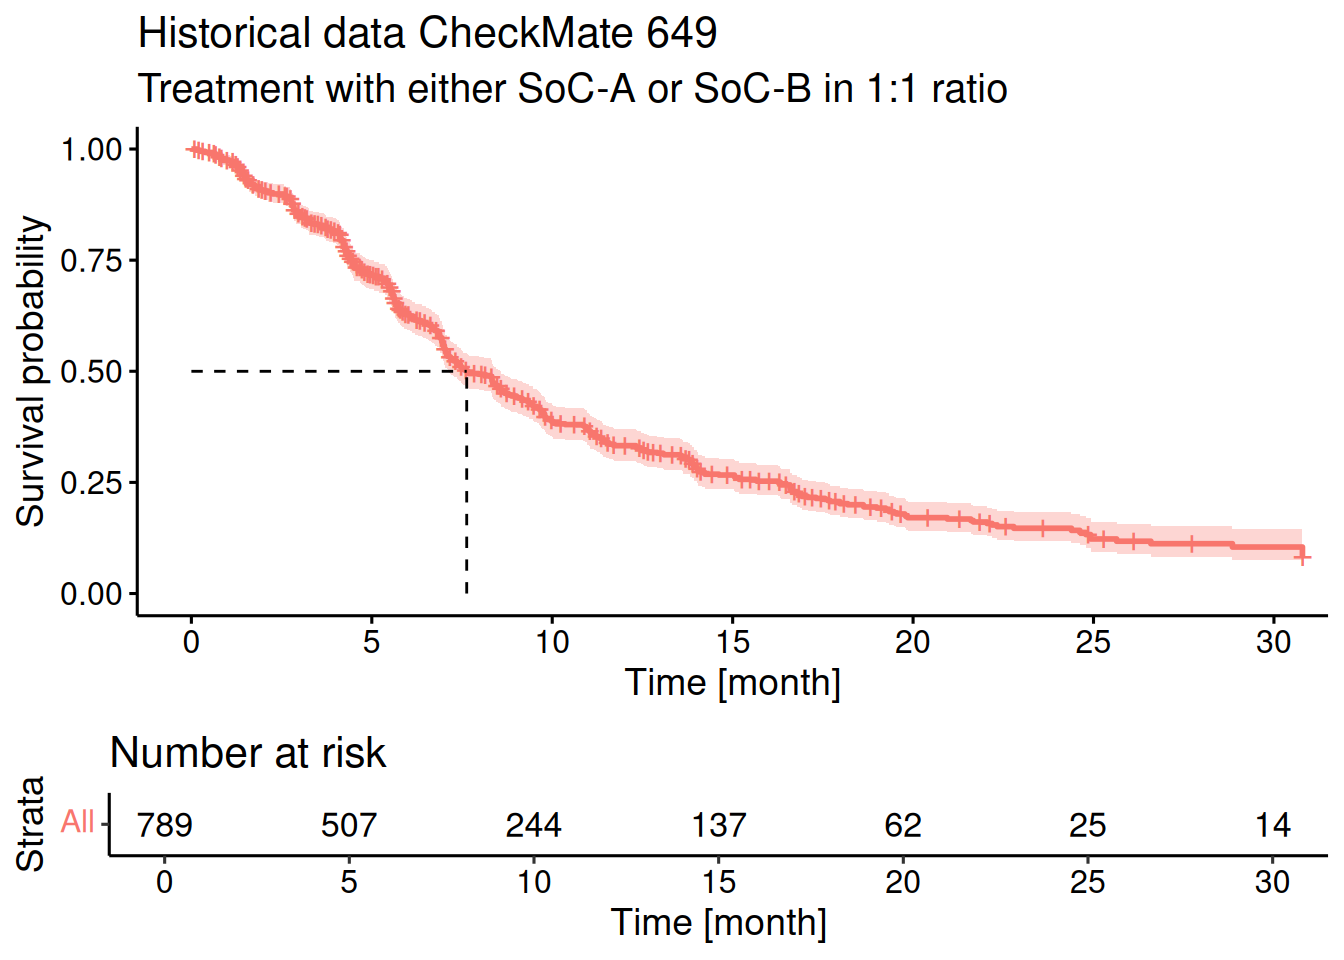 Historical data CheckMate 649
Treatment with either SoC-A or SoC-B in 1:1 ratio
Survival probability
1.00
0.75
0.50
0.25
0.00
0 5 10 15 20 25 30
Time [month]
Number at risk
Strata
All 789 507 244 137 62 25 14
0 5 10 15 20 25 30
Time [month]